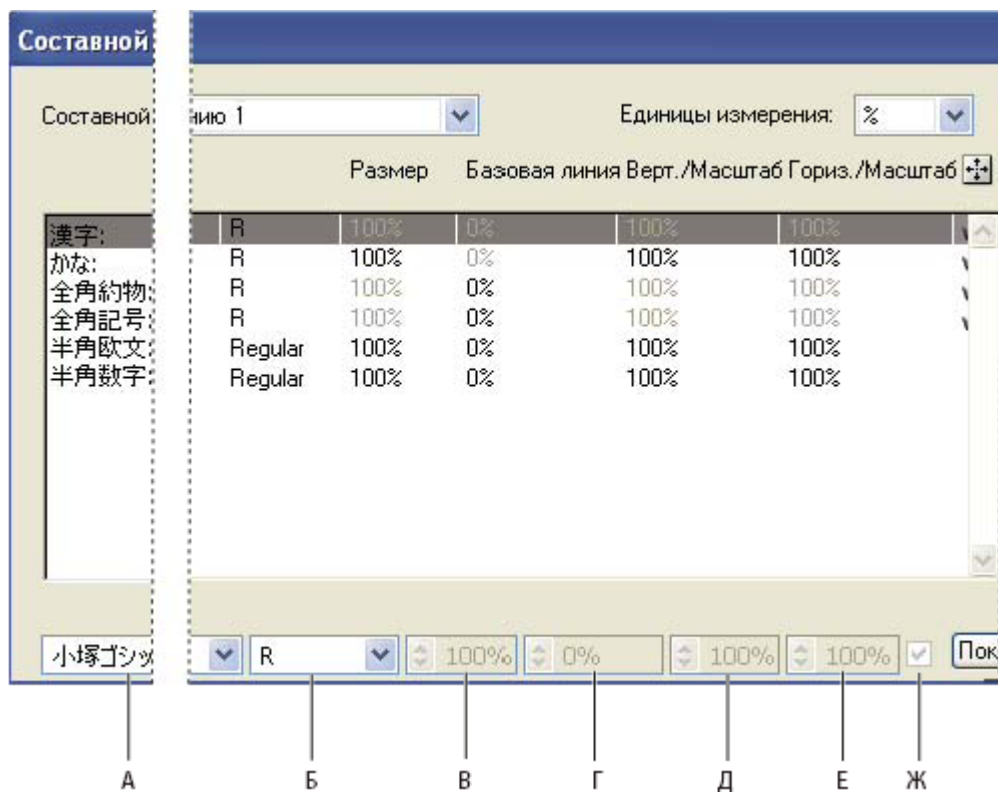 Составной
Составной нию 1 Единицы измерения: %
Размер Базовая линия Верт./Масштаб Гориз./Масштаб
漢字: R 100% 0% 100% 100%
かな: R 100% 0% 100% 100%
全角約物: R 100% 0% 100% 100%
全角記号: R 100% 0% 100% 100%
半角欧文: Regular 100% 0% 100% 100%
半角数字: Regular 100% 0% 100% 100%
小塚ゴシッ R 100% 0% 100% 100% Пок
А Б В Г Д Е Ж